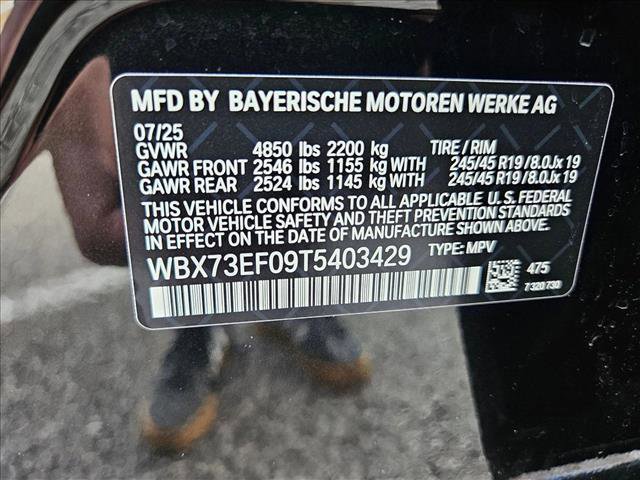 MFD BY BAYERISCHE MOTOREN WERKE AG
07/25
GVWR 4850 lbs 2200 kg TIRE / RIM
GAWR FRONT 2546 lbs 1155 kg WITH 245/45 R19/8.0Jx19
GAWR REAR 2524 lbs 1145 kg WITH 245/45 R19/8.0Jx19
THIS VEHICLE CONFORMS TO ALL APPLICABLE U. S. FEDERAL
MOTOR VEHICLE SAFETY AND THEFT PREVENTION STANDARDS
IN EFFECT ON THE DATE OF MANUFACTURE SHOWN ABOVE.
WBX73EF09T5403429 TYPE: MPV
475
7 320 730